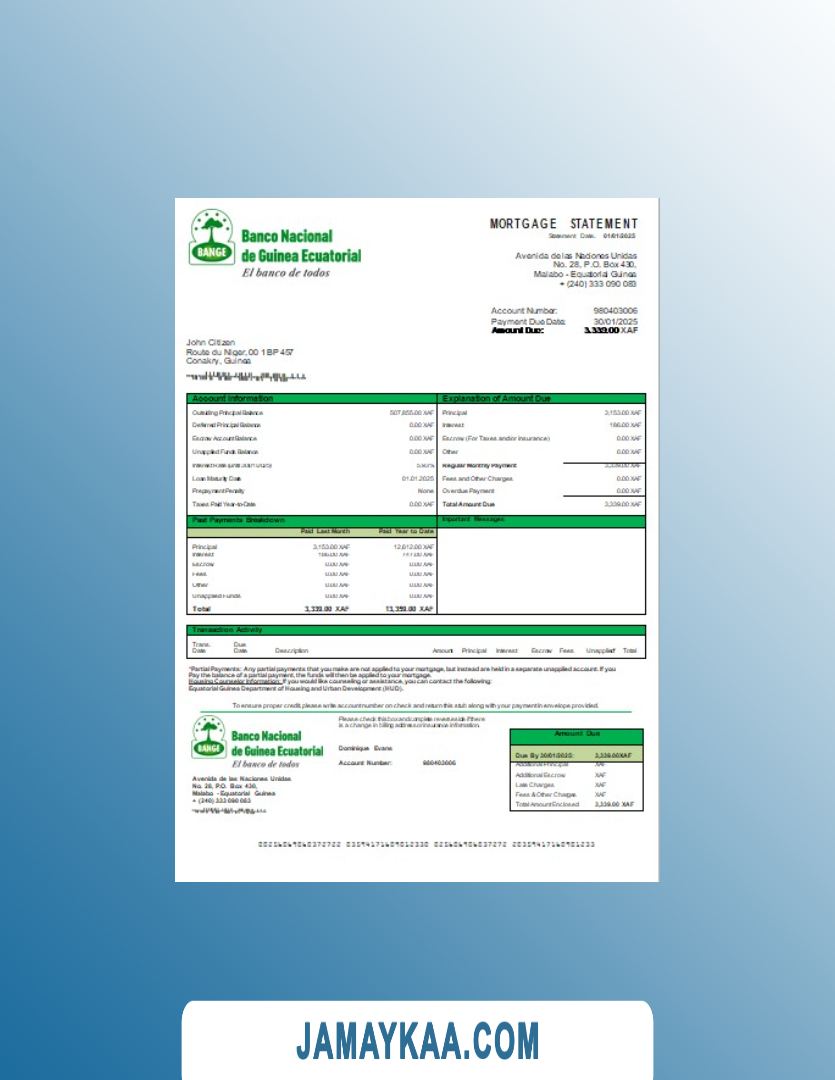 MORTGAGE STATEMENT
Statement Date. 01/01/2025
BANGE
Banco Nacional
de Guinea Ecuatorial
El banco de todos
Avenida de las Naciones Unidas
No. 28, P.O. Box 430,
Malabo - Equatorial Guinea
+ (240) 333 090 083
Account Number: 980403006
Payment Due Date: 30/01/2025
Amount Due: 3,339.00 XAF
John Citizen
Route du Niger, 00 1 BP 457
Conakry, Guinea
Account Information Explanation of Amount Due
Outstding Principal Balance 507,855.00 XAF Principal 3,153.00 XAF
Deferred Principal Balance 0.00 XAF Interest 186.00 XAF
Escrow Account Balance 0.00 XAF Escrow (For Taxes and/or Insurance) 0.00 XAF
Unapplied Funds Balance 0.00 XAF Other 0.00 XAF
Interest Rate Regular Monthly Payment 3,339.00 XAF
Loan Maturity Date 01.01.2025 Fees and Other Charges 0.00 XAF
Prepayment Penalty None Overdue Payment 0.00 XAF
Taxes Paid Year-to-Date 0.00 XAF Total Amount Due 3,339.00 XAF
Past Payments Breakdown Important Messages
Paid Last Month Paid Year to Date
Principal 3,153.00 XAF 12,612.00 XAF
Interest 186.00 XAF XAF
Escrow 0.00 XAF 0.00 XAF
Fees 0.00 XAF 0.00 XAF
Other 0.00 XAF 0.00 XAF
Unapplied Funds 0.00 XAF 0.00 XAF
Total 3,339.00 XAF 13,359.00 XAF
Transaction Activity
Trans. Date Due Date Description Amount Principal Interest Escrow Fees Unapplied Total
*Partial Payments: Any partial payments that you make are not applied to your mortgage, but instead are held in a separate unapplied account. If you
Pay the balance of a partial payment, the funds will then be applied to your mortgage.
Housing Counselor Information: If you would like counseling or assistance, you can contact the following:
Equatorial Guinea Department of Housing and Urban Development (HUD).
To ensure proper credit please write account number on check and return this stub along with your payment in envelope provided.
BANGE
Banco Nacional
de Guinea Ecuatorial
El banco de todos
Please check this box and complete reverse side if there
is a change in billing address or insurance information.
Dominique Evans
Account Number: 980403006
Avenida de las Naciones Unidas
No. 28, P.O. Box 430,
Malabo - Equatorial Guinea
+ (240) 333 090 083
Amount Due
Due By 30/01/2025: 3,339.00XAF
Additional Principal XAF
Additional Escrow XAF
Late Charges XAF
Fees & Other Charges XAF
Total Amount Enclosed 3,339.00 XAF
JAMAYKAA.COM